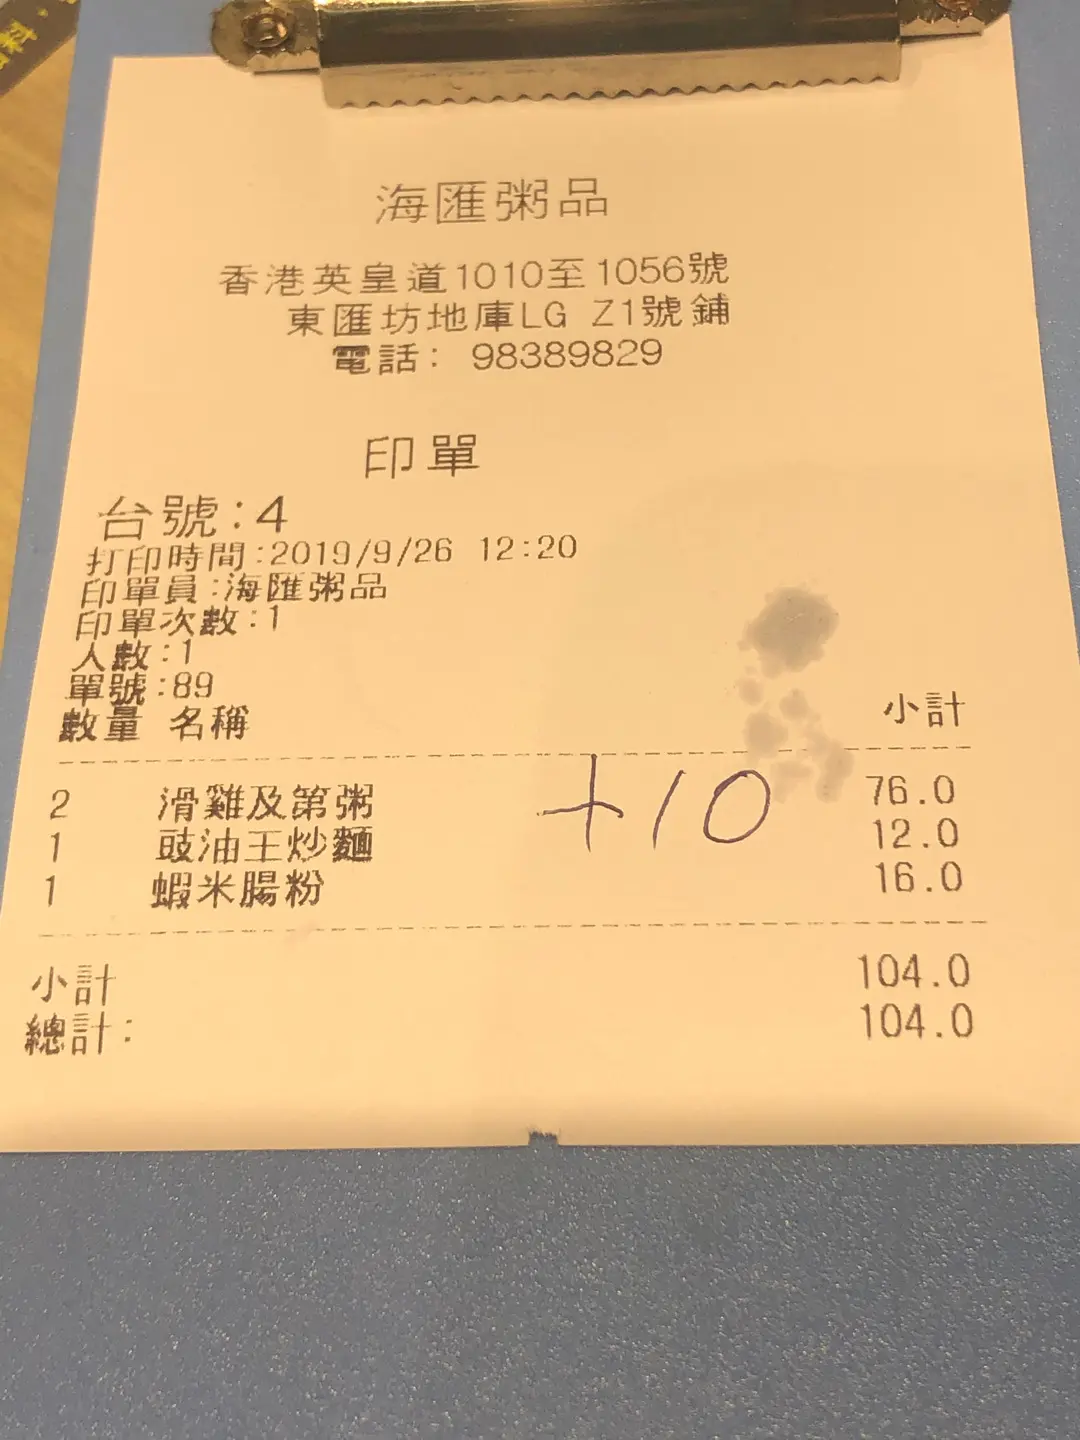 海匯粥品
香港英皇道1010至1056號
東匯坊地庫LG Z1號鋪
電話: 98389829
印單
台號:4
打印時間:2019/9/26 12:20
印單員:海匯粥品
印單次數:1
人數:1
單號:89
數量 名稱 小計
2 滑雞及第粥 +10 76.0
1 豉油王炒麵 12.0
1 蝦米腸粉 16.0
小計 104.0
總計: 104.0